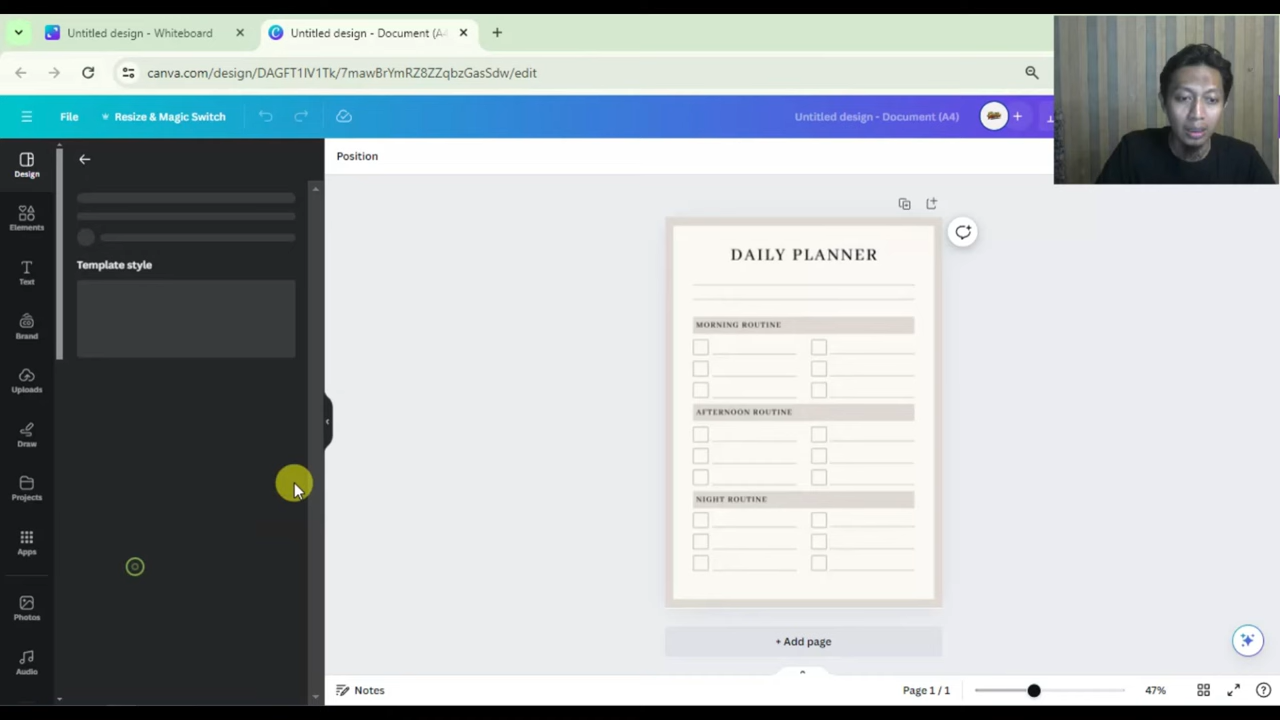 Untitled design - Whiteboard
Untitled design - Document (A4
canva.com/design/DAGFT1IV1Tk/7mawBrYmRZ8ZZqbzGasSdw/edit
File
Resize & Magic Switch
Untitled design - Document (A4)
Design
Elements
Text
Brand
Uploads
Draw
Projects
Apps
Photos
Audio
Template style
Position
DAILY PLANNER
MORNING ROUTINE
AFTERNOON ROUTINE
NIGHT ROUTINE
+ Add page
Notes
Page 1 / 1
47%